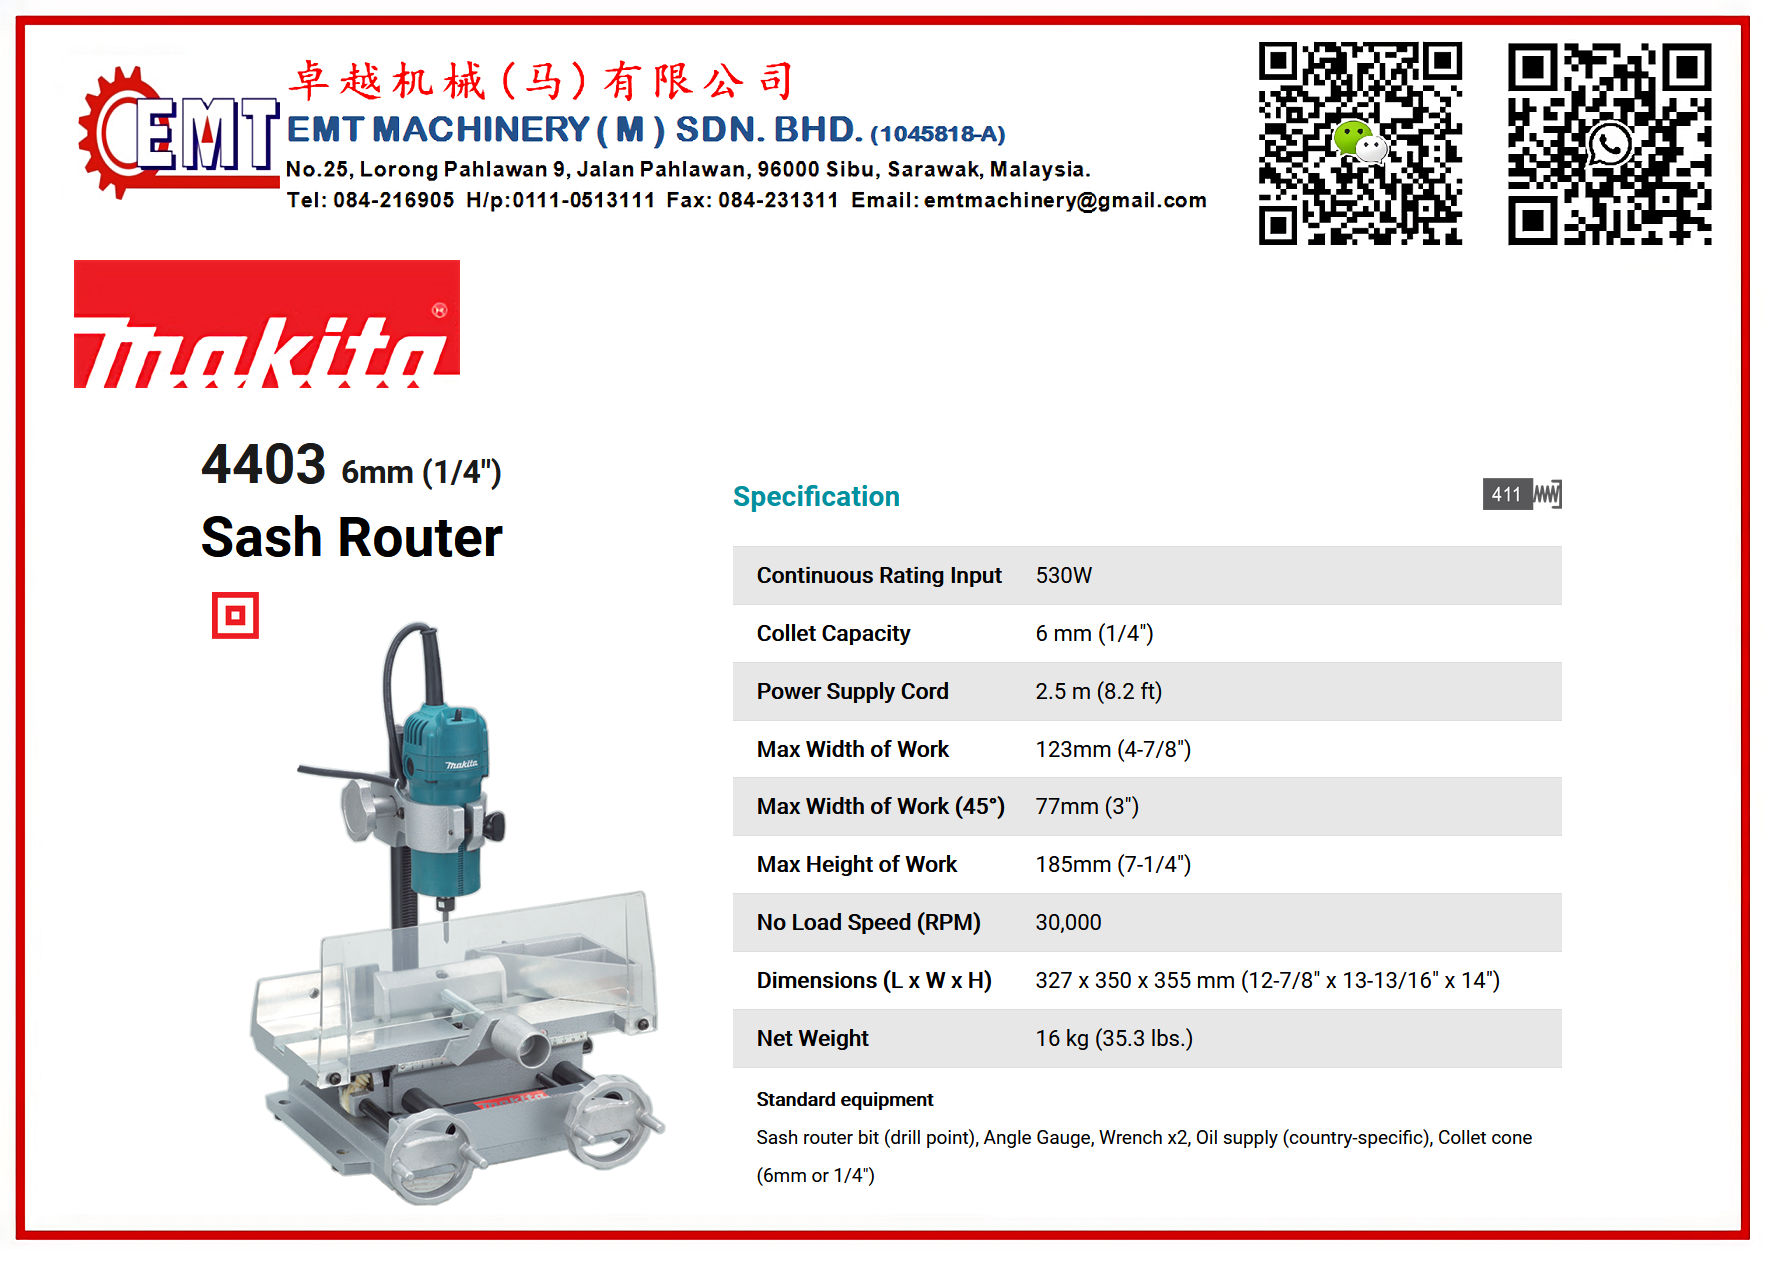 卓越机械(马)有限公司
EMT
EMT MACHINERY ( M ) SDN. BHD. (1045818-A)
No.25, Lorong Pahlawan 9, Jalan Pahlawan, 96000 Sibu, Sarawak, Malaysia.
Tel: 084-216905 H/p:0111-0513111 Fax: 084-231311 Email: emtmachinery@gmail.com
makita
4403 6mm (1/4")
Sash Router
Specification
411
Continuous Rating Input 530W
Collet Capacity 6 mm (1/4")
Power Supply Cord 2.5 m (8.2 ft)
Max Width of Work 123mm (4-7/8")
Max Width of Work (45°) 77mm (3")
Max Height of Work 185mm (7-1/4")
No Load Speed (RPM) 30,000
Dimensions (L x W x H) 327 x 350 x 355 mm (12-7/8" x 13-13/16" x 14")
Net Weight 16 kg (35.3 lbs.)
Standard equipment
Sash router bit (drill point), Angle Gauge, Wrench x2, Oil supply (country-specific), Collet cone
(6mm or 1/4")
makita
makita